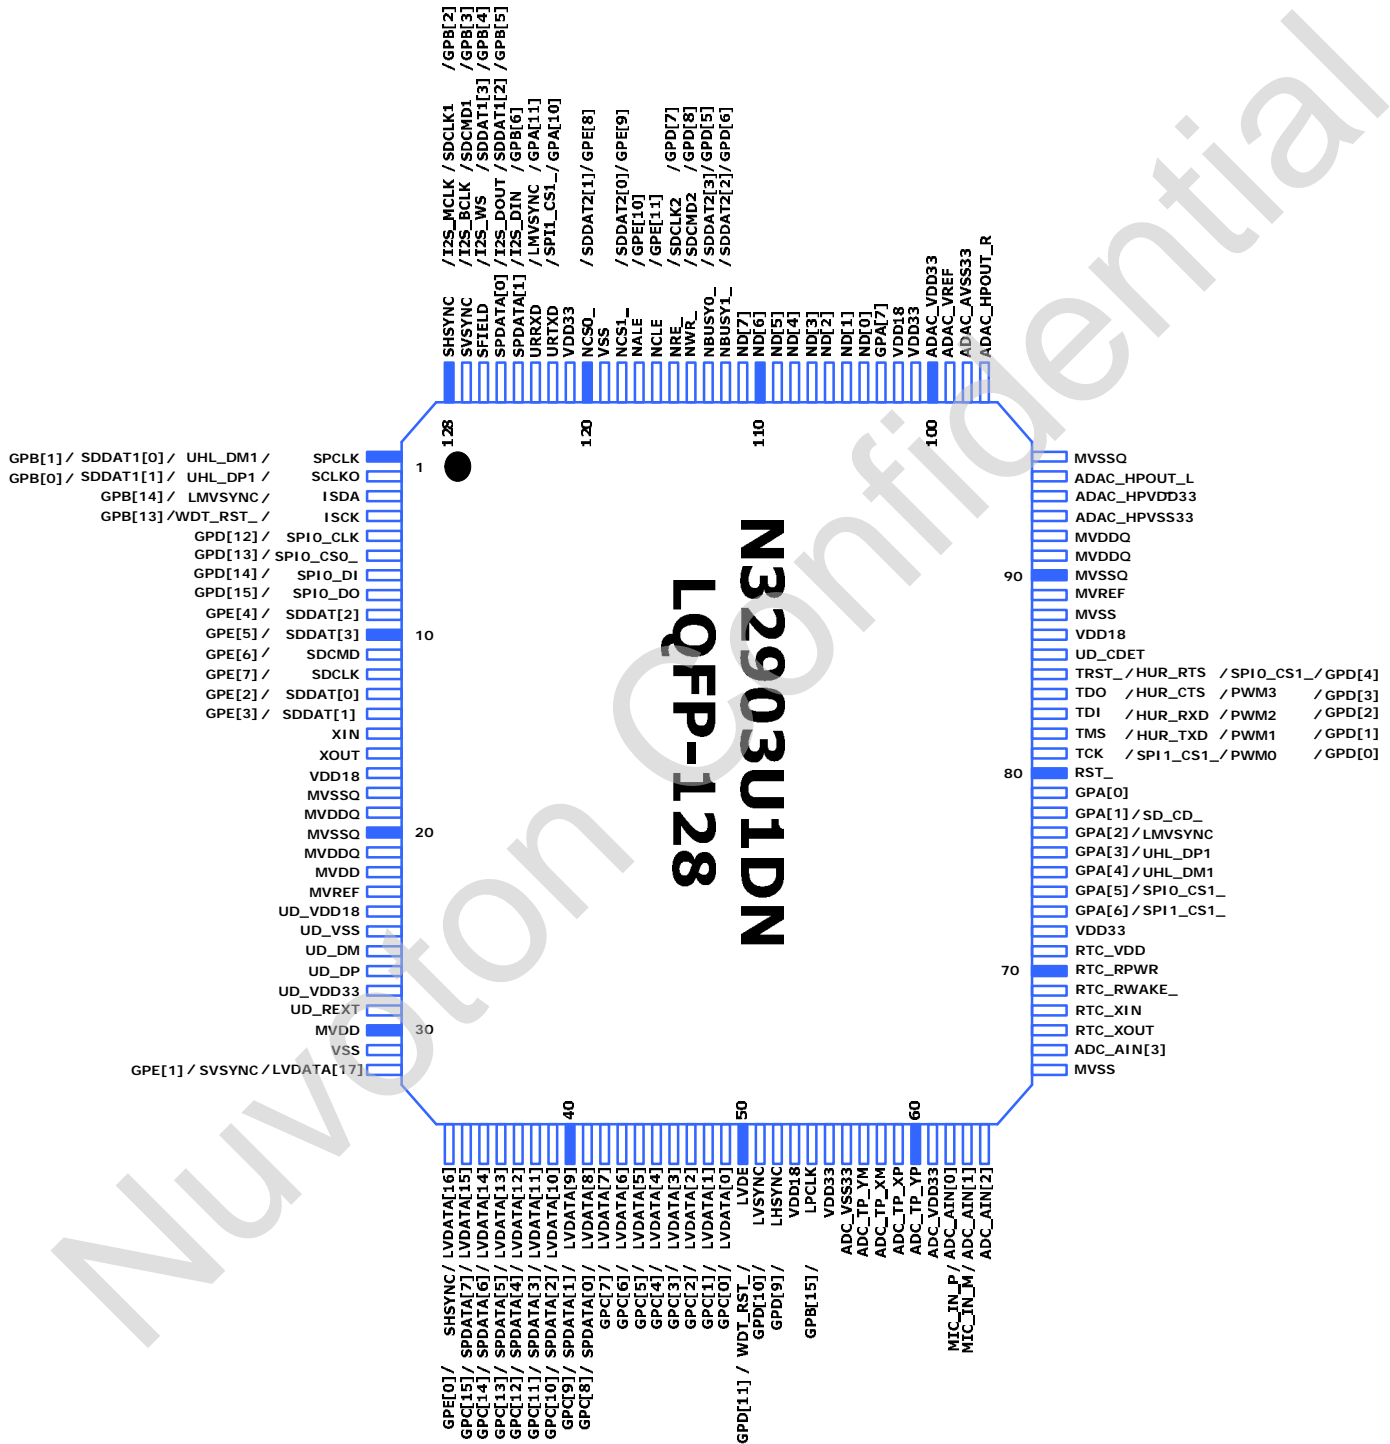 SHSYNC /I2S_MCLK /SDCLK1 /GPB[2]
SVSYNC /I2S_BCLK /SDCMD1 /GPB[3]
SFIELD /I2S_WS /SDDAT1[3] /GPB[4]
SPDATA[0] /I2S_DOUT /SDDAT1[2] /GPB[5]
SPDATA[1] /I2S_DIN /GPB[6]
URRXD /LMVSYNC /GPA[11]
URTXD /SPI1_CS1_ /GPA[10]
VDD33
NCS0_ /SDDAT2[1] /GPE[8]
VSS
NCS1_ /SDDAT2[0] /GPE[9]
NALE /GPE[10]
NCLE /GPE[11]
NRE_ /SDCLK2 /GPD[7]
NWR_ /SDCMD2 /GPD[8]
NBUSY0_ /SDDAT2[3] /GPD[5]
NBUSY1_ /SDDAT2[2] /GPD[6]
ND[7]
ND[6]
ND[5]
ND[4]
ND[3]
ND[2]
ND[1]
ND[0]
GPA[7]
VDD18
VDD33
ADAC_VDD33
ADAC_VREF
ADAC_AVSS33
ADAC_HPOUT_R
128
120
110
100
GPB[1] / SDDAT1[0] / UHL_DM1 / SPCLK
1
GPB[0] / SDDAT1[1] / UHL_DP1 / SCLKO
GPB[14] / LMVSYNC / ISDA
GPB[13] /WDT_RST_ / ISCK
GPD[12] / SPI0_CLK
GPD[13] / SPI0_CS0_
GPD[14] / SPI0_DI
GPD[15] / SPI0_DO
GPE[4] / SDDAT[2]
GPE[5] / SDDAT[3]
10
GPE[6] / SDCMD
GPE[7] / SDCLK
GPE[2] / SDDAT[0]
GPE[3] / SDDAT[1]
XIN
XOUT
VDD18
MVSSQ
MVDDQ
MVSSQ
20
MVDDQ
MVDD
MVREF
UD_VDD18
UD_VSS
UD_DM
UD_DP
UD_VDD33
UD_REXT
MVDD
30
VSS
GPE[1] / SVSYNC / LVDATA[17]
N32903U1DN
LQFP-128
MVSSQ
ADAC_HPOUT_L
ADAC_HPVDD33
ADAC_HPVSS33
MVDDQ
MVDDQ
90
MVSSQ
MVREF
MVSS
VDD18
UD_CDET
TRST_ / HUR_RTS / SPI0_CS1_ / GPD[4]
TDO / HUR_CTS / PWM3 / GPD[3]
TDI / HUR_RXD / PWM2 / GPD[2]
TMS / HUR_TXD / PWM1 / GPD[1]
TCK / SPI1_CS1_ / PWM0 / GPD[0]
80
RST_
GPA[0]
GPA[1] / SD_CD_
GPA[2] / LMVSYNC
GPA[3] / UHL_DP1
GPA[4] / UHL_DM1
GPA[5] / SPI0_CS1_
GPA[6] / SPI1_CS1_
VDD33
RTC_VDD
70
RTC_RPWR
RTC_RWAKE_
RTC_XIN
RTC_XOUT
ADC_AIN[3]
MVSS
40
50
60
GPE[0] / SHSYNC / LVDATA[16]
GPC[15] / SPDATA[7] / LVDATA[15]
GPC[14] / SPDATA[6] / LVDATA[14]
GPC[13] / SPDATA[5] / LVDATA[13]
GPC[12] / SPDATA[4] / LVDATA[12]
GPC[11] / SPDATA[3] / LVDATA[11]
GPC[10] / SPDATA[2] / LVDATA[10]
GPC[9] / SPDATA[1] / LVDATA[9]
GPC[8] / SPDATA[0] / LVDATA[8]
GPC[7] / LVDATA[7]
GPC[6] / LVDATA[6]
GPC[5] / LVDATA[5]
GPC[4] / LVDATA[4]
GPC[3] / LVDATA[3]
GPC[2] / LVDATA[2]
GPC[1] / LVDATA[1]
GPC[0] / LVDATA[0]
GPD[11] / WDT_RST_ / LVDE
GPD[10] / LVSYNC
GPD[9] / LHSYNC
VDD18
GPB[15] / LPCLK
VDD33
ADC_VSS33
ADC_TP_YM
ADC_TP_XM
ADC_TP_XP
ADC_TP_YP
ADC_VDD33
MIC_IN_P / ADC_AIN[0]
MIC_IN_M / ADC_AIN[1]
ADC_AIN[2]
Nuvoton Confidential